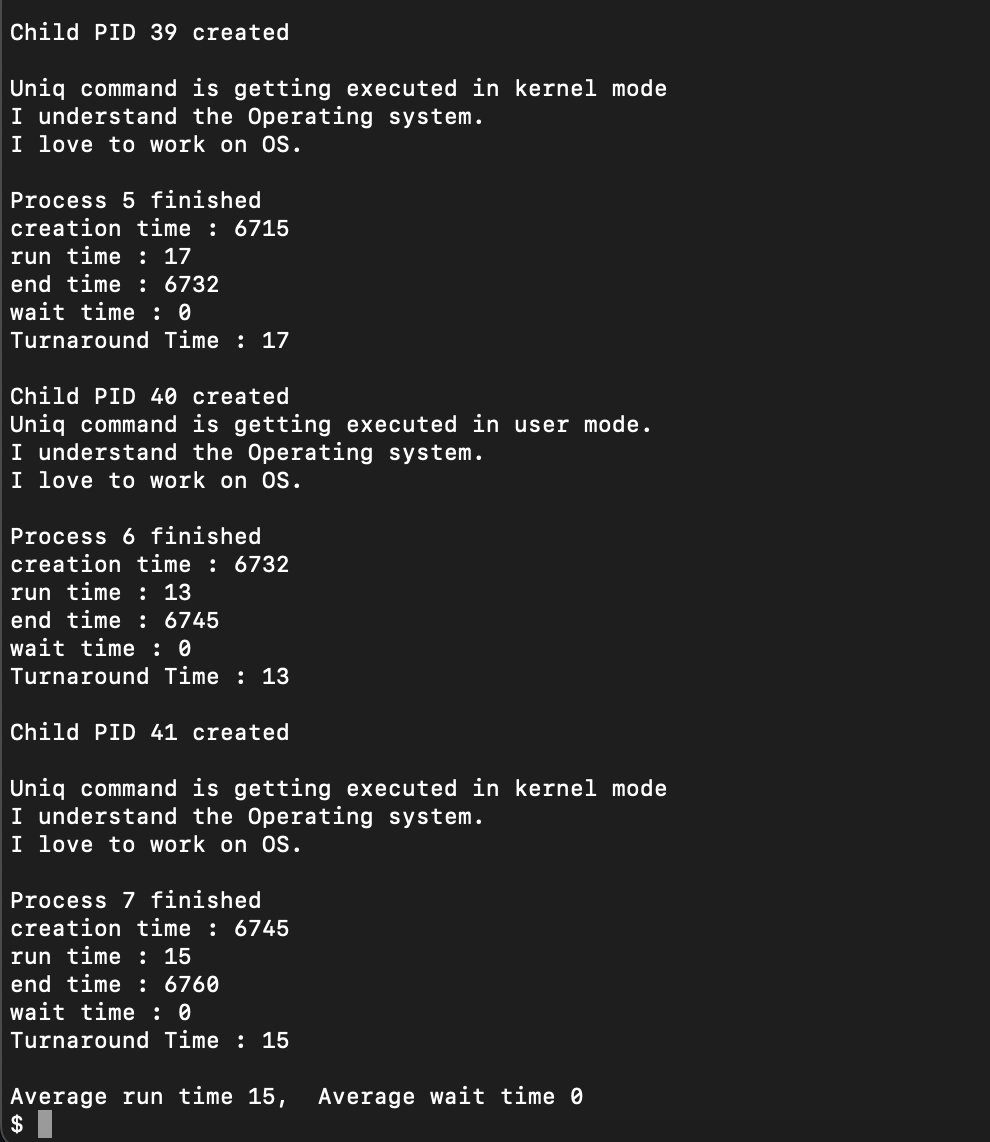 Child PID 39 created
Uniq command is getting executed in kernel mode
I understand the Operating system.
I love to work on OS.
Process 5 finished
creation time : 6715
run time : 17
end time : 6732
wait time : 0
Turnaround Time : 17
Child PID 40 created
Uniq command is getting executed in user mode.
I understand the Operating system.
I love to work on OS.
Process 6 finished
creation time : 6732
run time : 13
end time : 6745
wait time : 0
Turnaround Time : 13
Child PID 41 created
Uniq command is getting executed in kernel mode
I understand the Operating system.
I love to work on OS.
Process 7 finished
creation time : 6745
run time : 15
end time : 6760
wait time : 0
Turnaround Time : 15
Average run time 15,  Average wait time 0
$